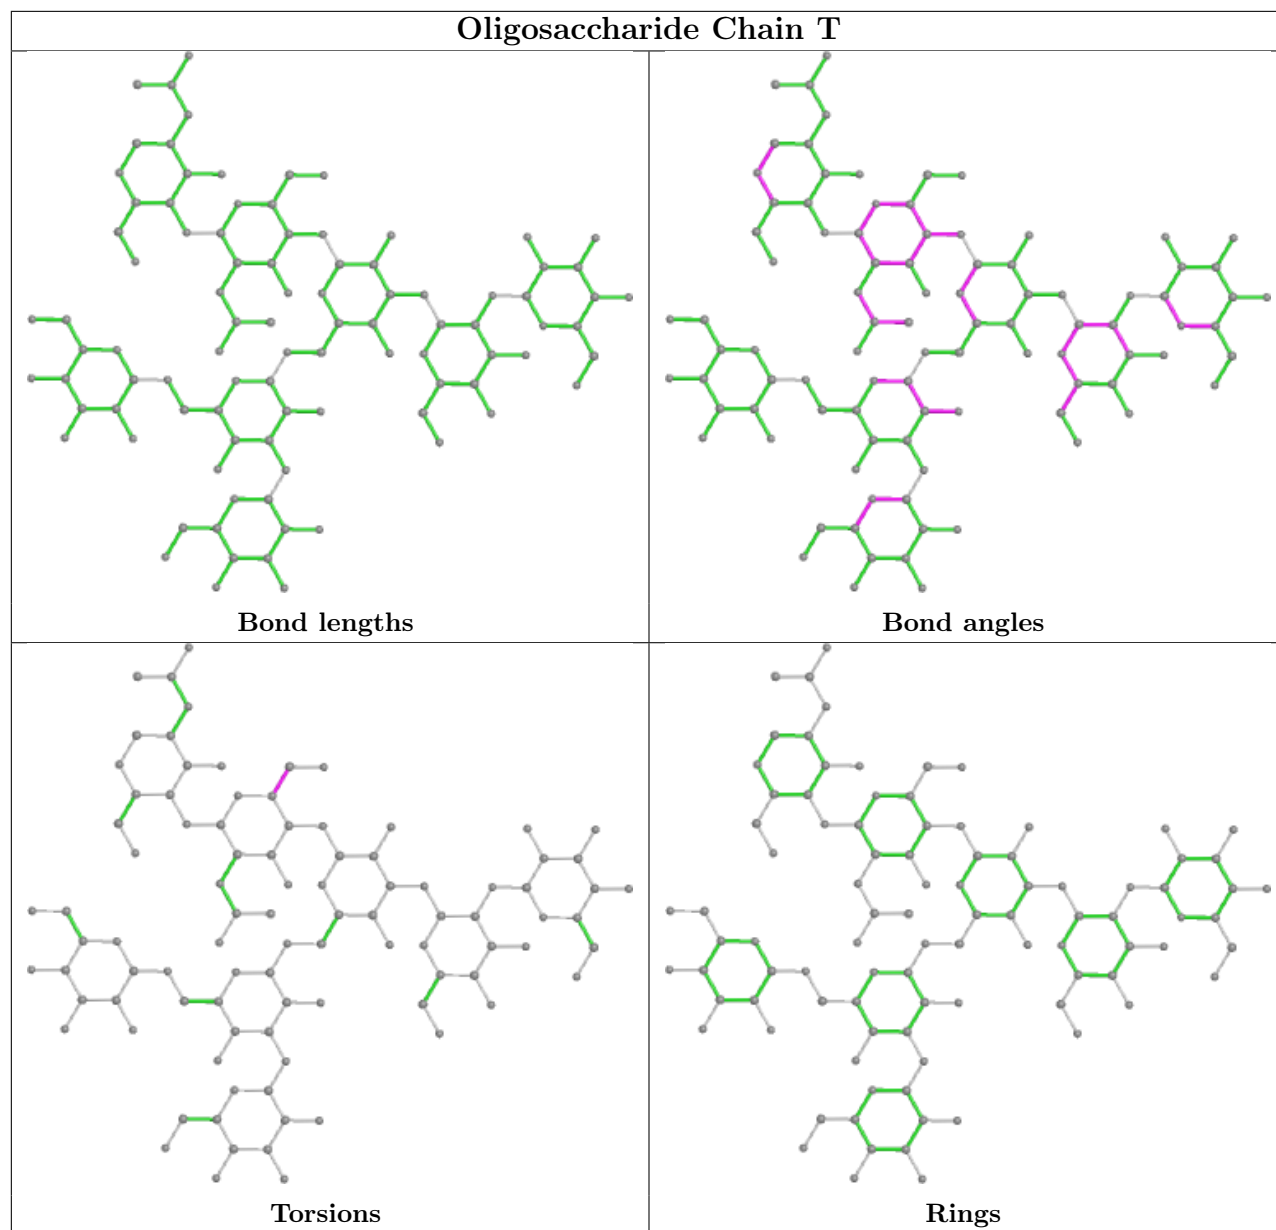 Oligosaccharide Chain T
Bond lengths
Bond angles
Torsions
Rings